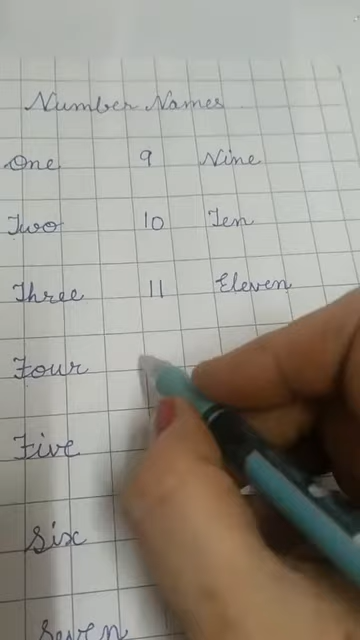 Number Names
One 9 Nine
Two 10 Ten
Three 11 Eleven
Four
Five
Six
Seven